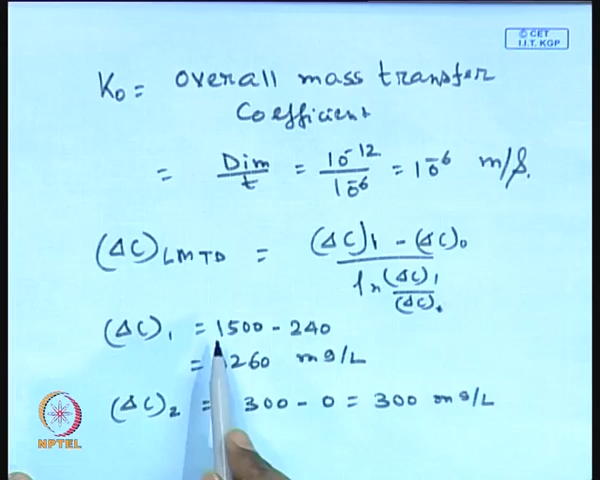 © CET
I.I.T. KGP
Ko = overall mass transfer
coefficient
= Dim/t = 10^-12/10^-6 = 10^-6 m/s.
(ΔC)LMTD = (ΔC)1 - (ΔC)0 / ln (ΔC)1/(ΔC)0
(ΔC)1 = 1500 - 240
= 1260 mg/L
(ΔC)2 = 300 - 0 = 300 mg/L
NPTEL